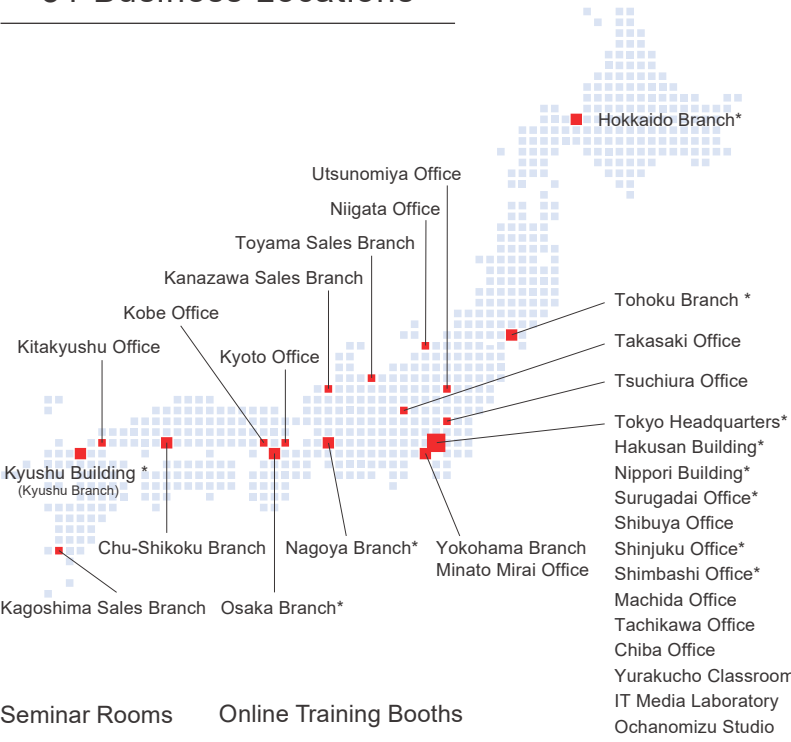 Hokkaido Branch*
Utsunomiya Office
Niigata Office
Toyama Sales Branch
Kanazawa Sales Branch
Kobe Office
Kitakyushu Office
Kyoto Office
Tohoku Branch *
Takasaki Office
Tsuchiura Office
Tokyo Headquarters*
Hakusan Building*
Nippori Building*
Surugadai Office*
Shibuya Office
Shinjuku Office*
Shimbashi Office*
Machida Office
Tachikawa Office
Chiba Office
Yurakucho Classroom
IT Media Laboratory
Ochanomizu Studio
Kyushu Building *
(Kyushu Branch)
Chu-Shikoku Branch
Nagoya Branch*
Yokohama Branch
Minato Mirai Office
Kagoshima Sales Branch
Osaka Branch*
Seminar Rooms
Online Training Booths